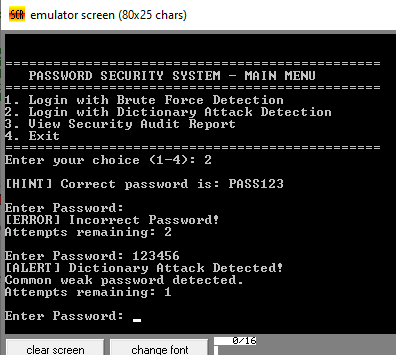 SCR emulator screen (80x25 chars)
===========================================
PASSWORD SECURITY SYSTEM - MAIN MENU
===========================================
1. Login with Brute Force Detection
2. Login with Dictionary Attack Detection
3. View Security Audit Report
4. Exit
===========================================
Enter your choice (1-4): 2
[HINT] Correct password is: PASS123
Enter Password:
[ERROR] Incorrect Password!
Attempts remaining: 2
Enter Password: 123456
[ALERT] Dictionary Attack Detected!
Common weak password detected.
Attempts remaining: 1
Enter Password: _
clear screen change font 0/16